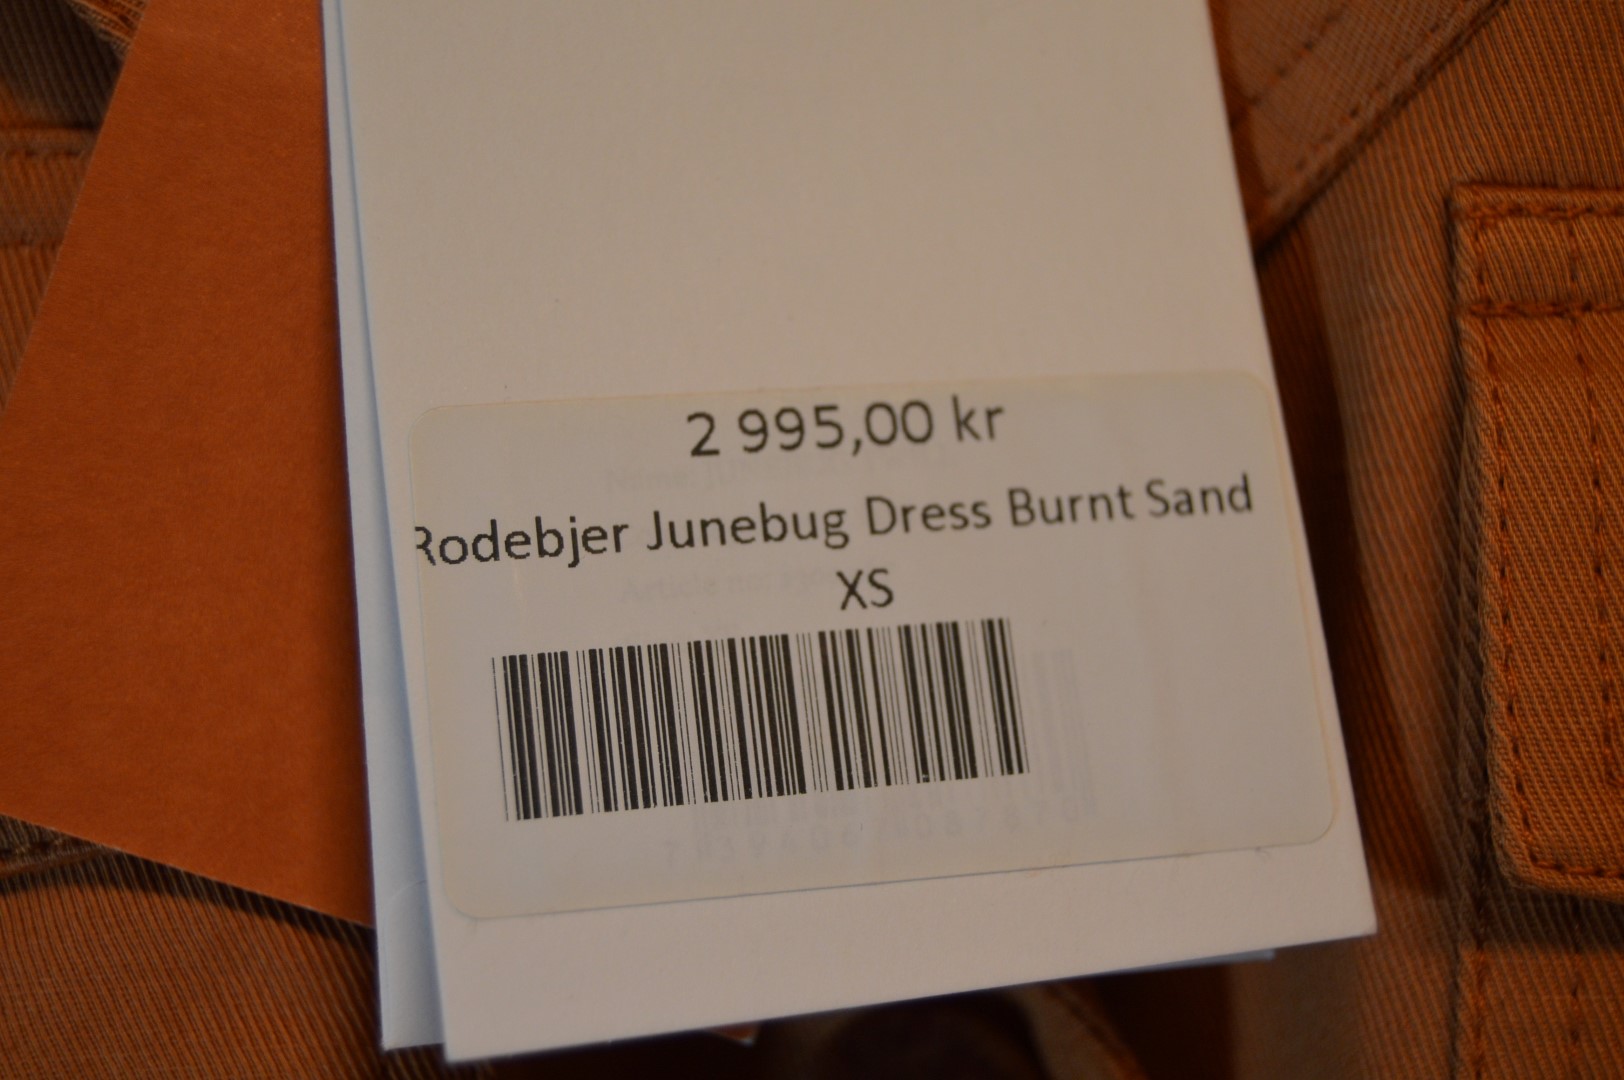 2 995,00 kr
Rodebjer Junebug Dress Burnt Sand
XS